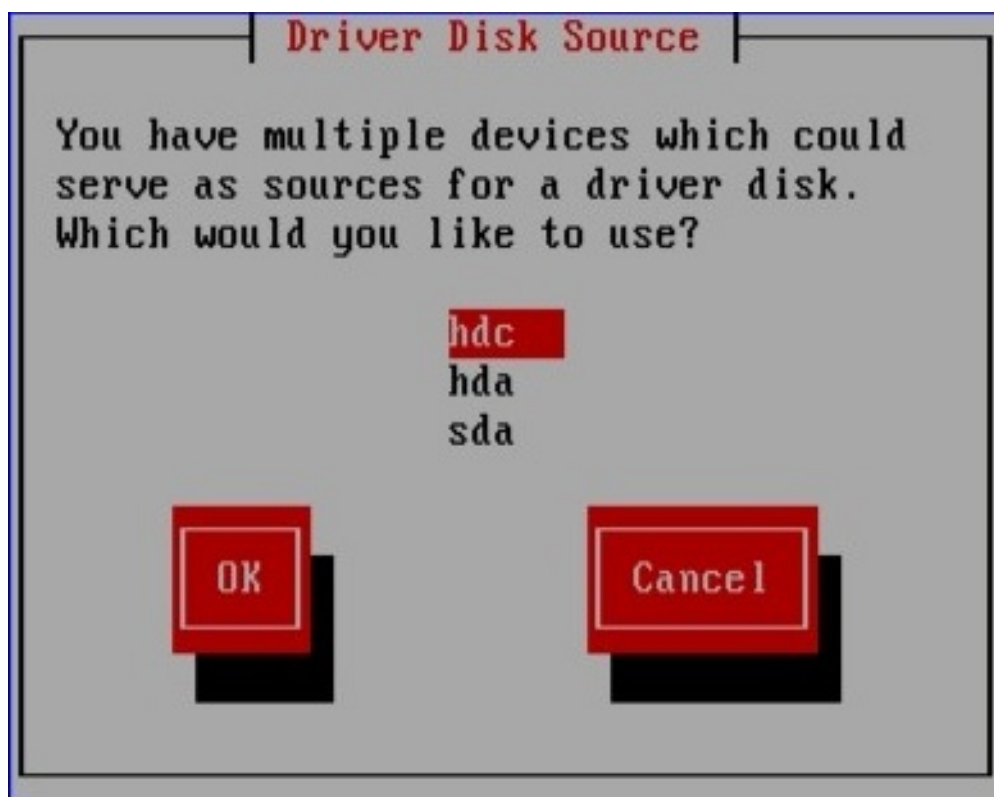 Driver Disk Source
You have multiple devices which could
serve as sources for a driver disk.
Which would you like to use?
hdc
hda
sda
OK
Cancel